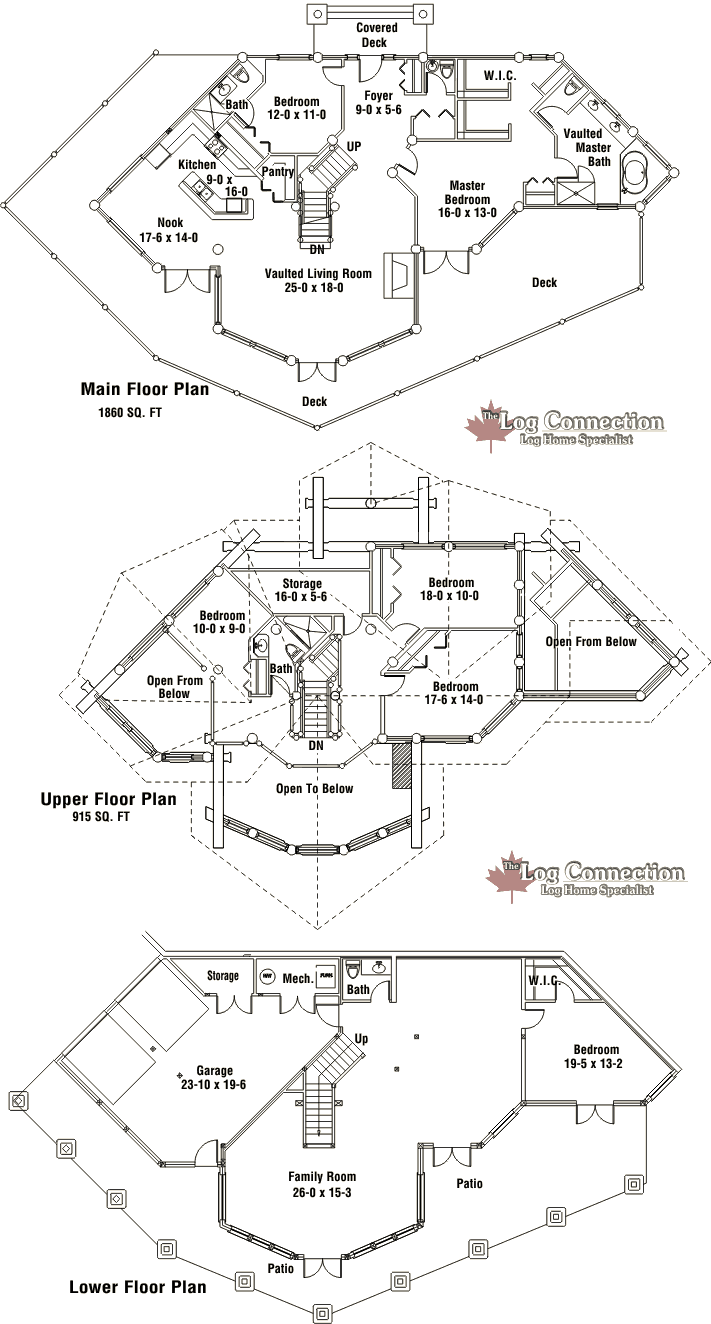 Covered
Deck
W.I.C.
Bath
Bedroom
12-0 x 11-0
Foyer
9-0 x 5-6
Vaulted
Master
Bath
UP
Kitchen
9-0 x
16-0
Pantry
Master
Bedroom
16-0 x 13-0
Nook
17-6 x 14-0
DN
Vaulted Living Room
25-0 x 18-0
Deck
Main Floor Plan
1860 SQ. FT
Deck
The Log Connection
Log Home Specialist
Storage
16-0 x 5-6
Bedroom
18-0 x 10-0
Bedroom
10-0 x 9-0
Open From Below
Bath
Open From
Below
Bedroom
17-6 x 14-0
DN
Open To Below
Upper Floor Plan
915 SQ. FT
The Log Connection
Log Home Specialist
Storage
HW
Mech.
FURN.
Bath
W.I.C.
Up
Bedroom
19-5 x 13-2
Garage
23-10 x 19-6
Family Room
26-0 x 15-3
Patio
Patio
Lower Floor Plan